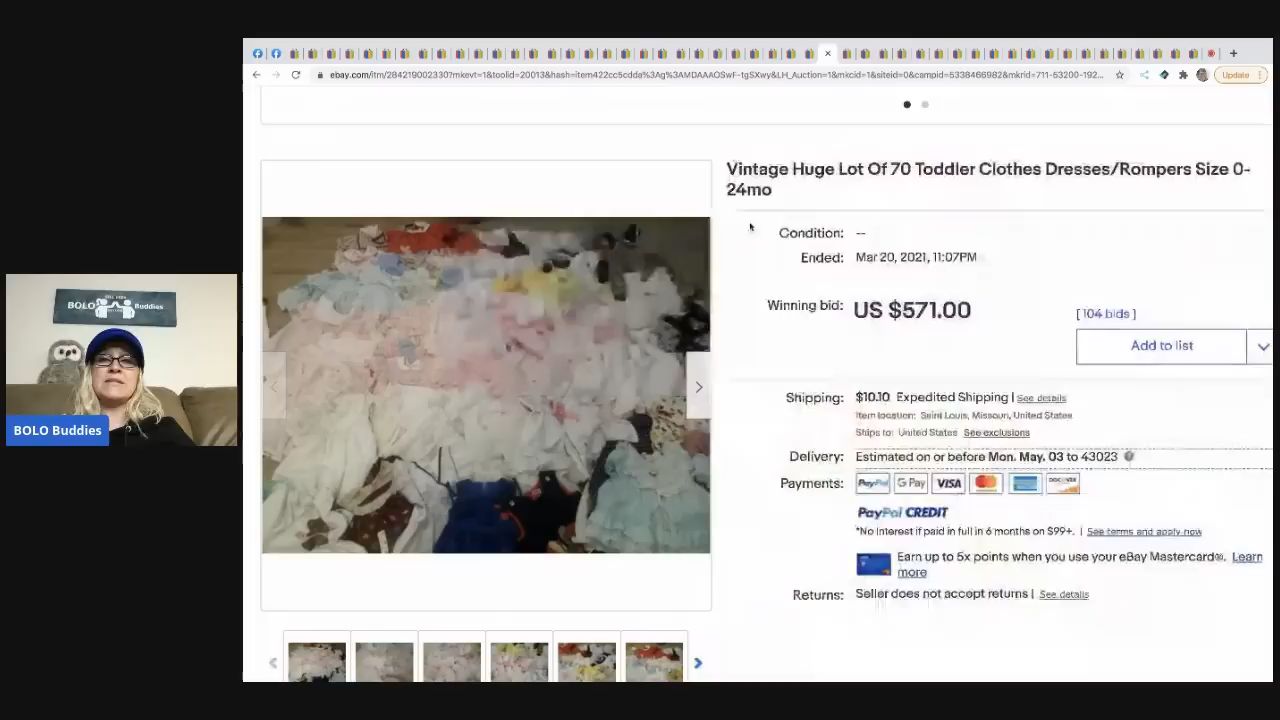 ebay.com/itm/284219002330?mkevt=1&toolid=20013&hash=item422cc5cdda%3Ag%3AMDAAAOSwF-tgSXwy&LH_Auction=1&mkcid=1&siteid=0&campid=5338466982&mkrid=711-53200-192...
Update
Vintage Huge Lot Of 70 Toddler Clothes Dresses/Rompers Size 0-
24mo
Condition: --
Ended: Mar 20, 2021, 11:07PM
Winning bid: US $571.00
[ 104 bids ]
Add to list
Shipping: $10.10 Expedited Shipping | See details
Item location: Saint Louis, Missouri, United States
Ships to: United States See exclusions
Delivery: Estimated on or before Mon. May. 03 to 43023
Payments: PayPal G Pay VISA DISCOVER
PayPal CREDIT
*No Interest if paid in full in 6 months on $99+. | See terms and apply now
Earn up to 5x points when you use your eBay Mastercard®. Learn
more
Returns: Seller does not accept returns | See details
BOLO Buddies
BOLO Buddies